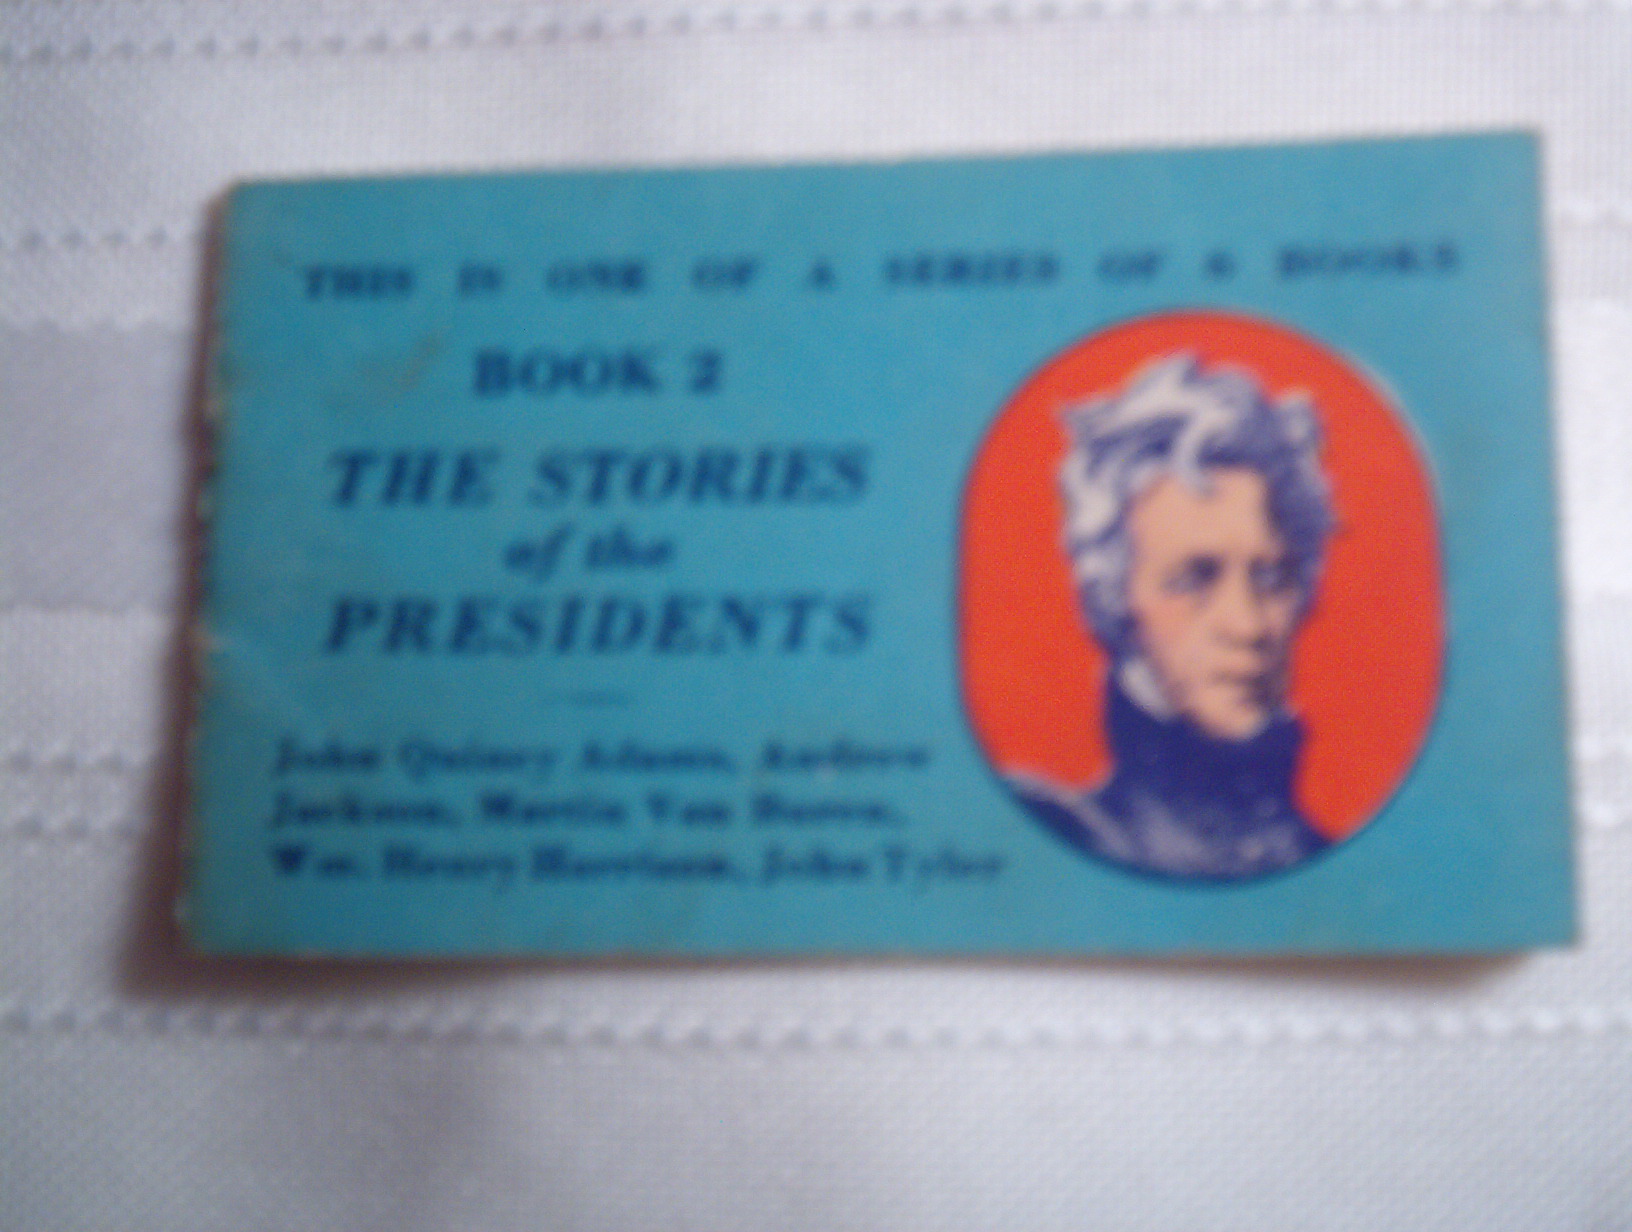 THIS IS ONE OF A SERIES OF 6 BOOKS
BOOK 2
THE STORIES
of the
PRESIDENTS
John Quincy Adams, Andrew
Jackson, Martin Van Buren,
Wm. Henry Harrison, John Tyler